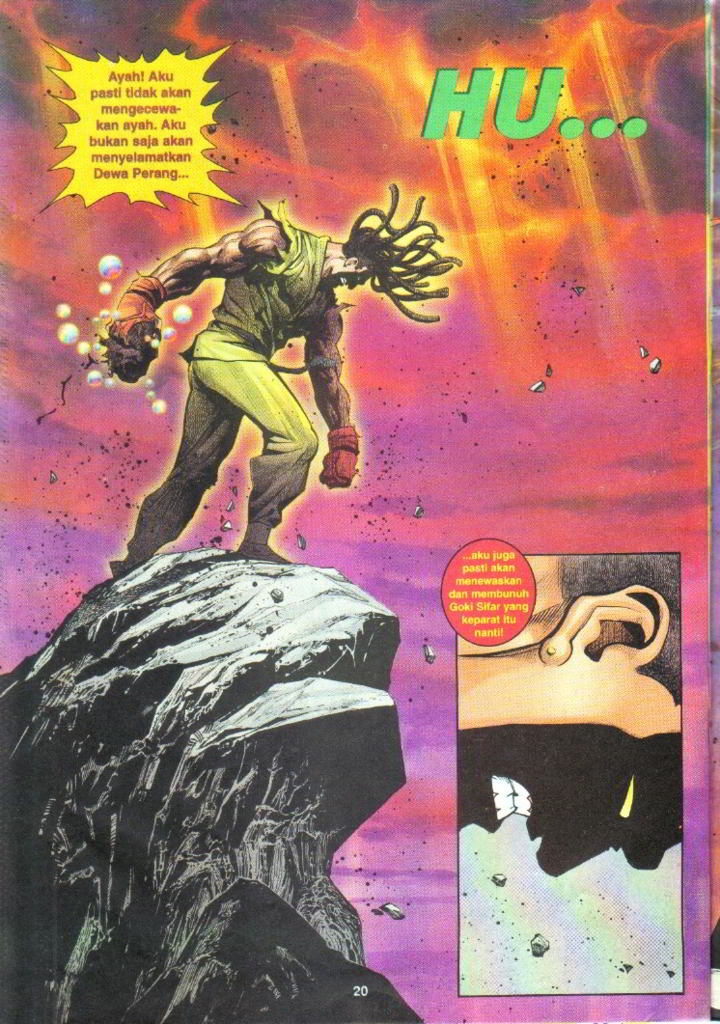 Ayah! Aku
pasti tidak akan
mengecewa-
kan ayah. Aku
bukan saja akan
menyelamatkan
Dewa Perang...
HU...
...aku juga
pasti akan
menewaskan
dan membunuh
Goki Sifar yang
keparat itu
nanti!
20